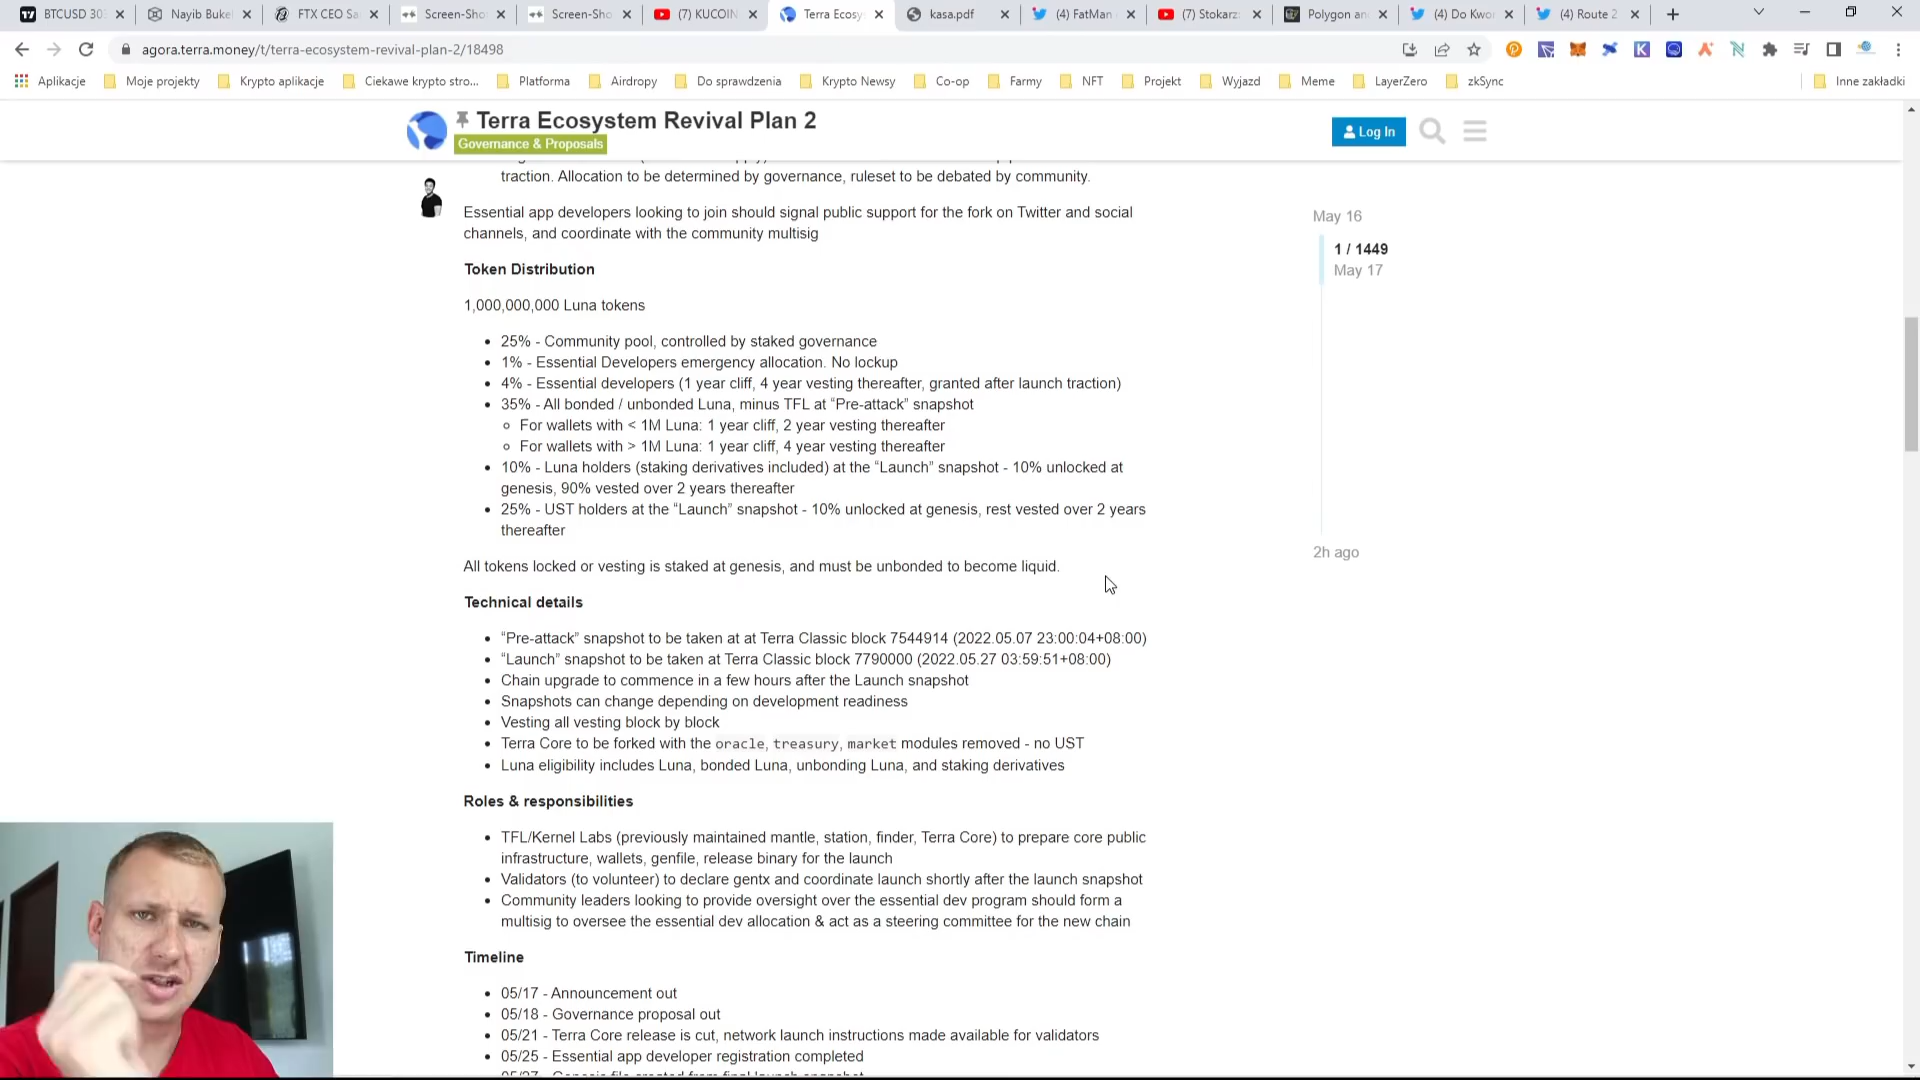 BTCUSD 30
Nayib Buke
FTX CEO Sa
Screen-Sho
Screen-Sho
(7) KUCOIN
Terra Ecosy
kasa.pdf
(4) FatMan
(7) Stokarz
Polygon an
(4) Do Kwo
(4) Route 2
agora.terra.money/t/terra-ecosystem-revival-plan-2/18498
Aplikacje
Moje projekty
Krypto aplikacje
Ciekawe krypto stro...
Platforma
Airdropy
Do sprawdzenia
Krypto Newsy
Co-op
Farmy
NFT
Projekt
Wyjazd
Meme
LayerZero
zkSync
Inne zakładki
Terra Ecosystem Revival Plan 2
Governance & Proposals
Log In
traction. Allocation to be determined by governance, ruleset to be debated by community.
Essential app developers looking to join should signal public support for the fork on Twitter and social
channels, and coordinate with the community multisig
May 16
1 / 1449
May 17
2h ago
Token Distribution
1,000,000,000 Luna tokens
25% - Community pool, controlled by staked governance
1% - Essential Developers emergency allocation. No lockup
4% - Essential developers (1 year cliff, 4 year vesting thereafter, granted after launch traction)
35% - All bonded / unbonded Luna, minus TFL at “Pre-attack” snapshot
For wallets with < 1M Luna: 1 year cliff, 2 year vesting thereafter
For wallets with > 1M Luna: 1 year cliff, 4 year vesting thereafter
10% - Luna holders (staking derivatives included) at the “Launch” snapshot - 10% unlocked at
genesis, 90% vested over 2 years thereafter
25% - UST holders at the “Launch” snapshot - 10% unlocked at genesis, rest vested over 2 years
thereafter
All tokens locked or vesting is staked at genesis, and must be unbonded to become liquid.
Technical details
“Pre-attack” snapshot to be taken at at Terra Classic block 7544914 (2022.05.07 23:00:04+08:00)
“Launch” snapshot to be taken at Terra Classic block 7790000 (2022.05.27 03:59:51+08:00)
Chain upgrade to commence in a few hours after the Launch snapshot
Snapshots can change depending on development readiness
Vesting all vesting block by block
Terra Core to be forked with the oracle, treasury, market modules removed - no UST
Luna eligibility includes Luna, bonded Luna, unbonding Luna, and staking derivatives
Roles & responsibilities
TFL/Kernel Labs (previously maintained mantle, station, finder, Terra Core) to prepare core public
infrastructure, wallets, genfile, release binary for the launch
Validators (to volunteer) to declare gentx and coordinate launch shortly after the launch snapshot
Community leaders looking to provide oversight over the essential dev program should form a
multisig to oversee the essential dev allocation & act as a steering committee for the new chain
Timeline
05/17 - Announcement out
05/18 - Governance proposal out
05/21 - Terra Core release is cut, network launch instructions made available for validators
05/25 - Essential app developer registration completed